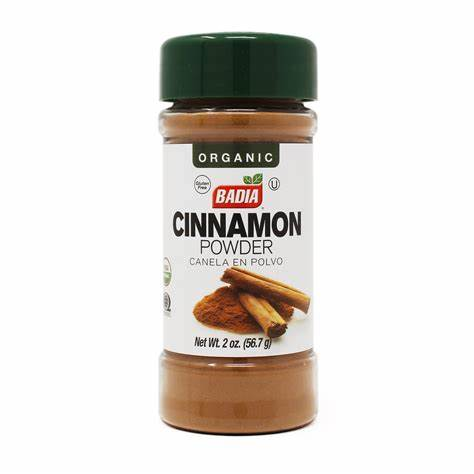 ORGANIC
Gluten
Free
U
BADIA
®
CINNAMON
POWDER
CANELA EN POLVO
Net Wt. 2 oz. (56.7 g)